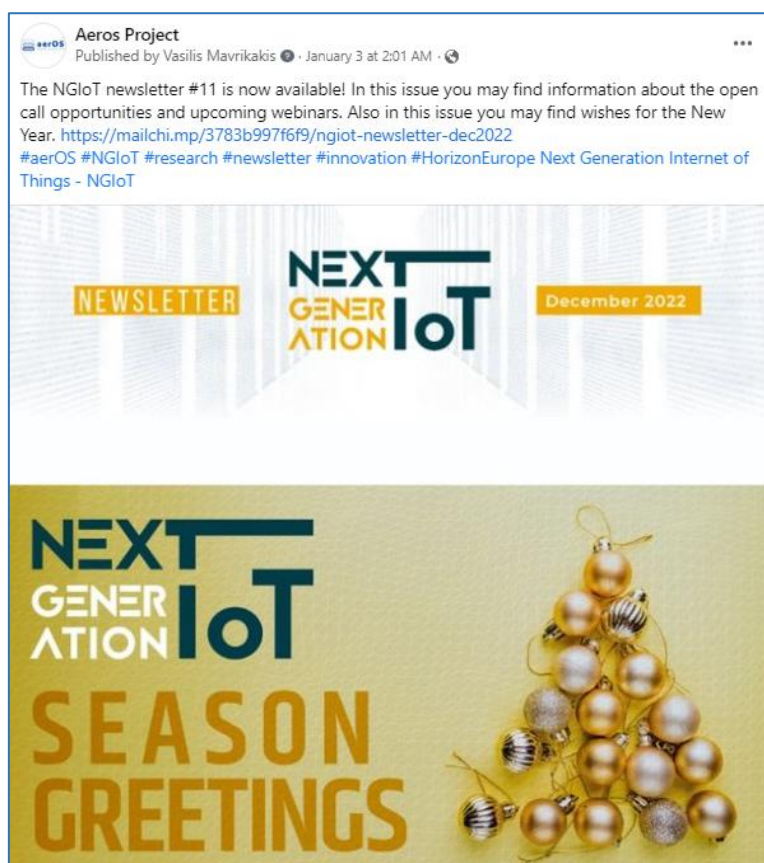 aerOS
Aeros Project
Published by Vasilis Mavrikakis · January 3 at 2:01 AM ·
The NGIoT newsletter #11 is now available! In this issue you may find information about the open
call opportunities and upcoming webinars. Also in this issue you may find wishes for the New
Year. https://mailchi.mp/3783b997f6f9/ngiot-newsletter-dec2022
#aerOS #NGIoT #research #newsletter #innovation #HorizonEurope Next Generation Internet of
Things - NGIoT
NEWSLETTER
NEXT
GENER
ATION
IoT
December 2022
NEXT
GENER
ATION
IoT
SEASON
GREETINGS